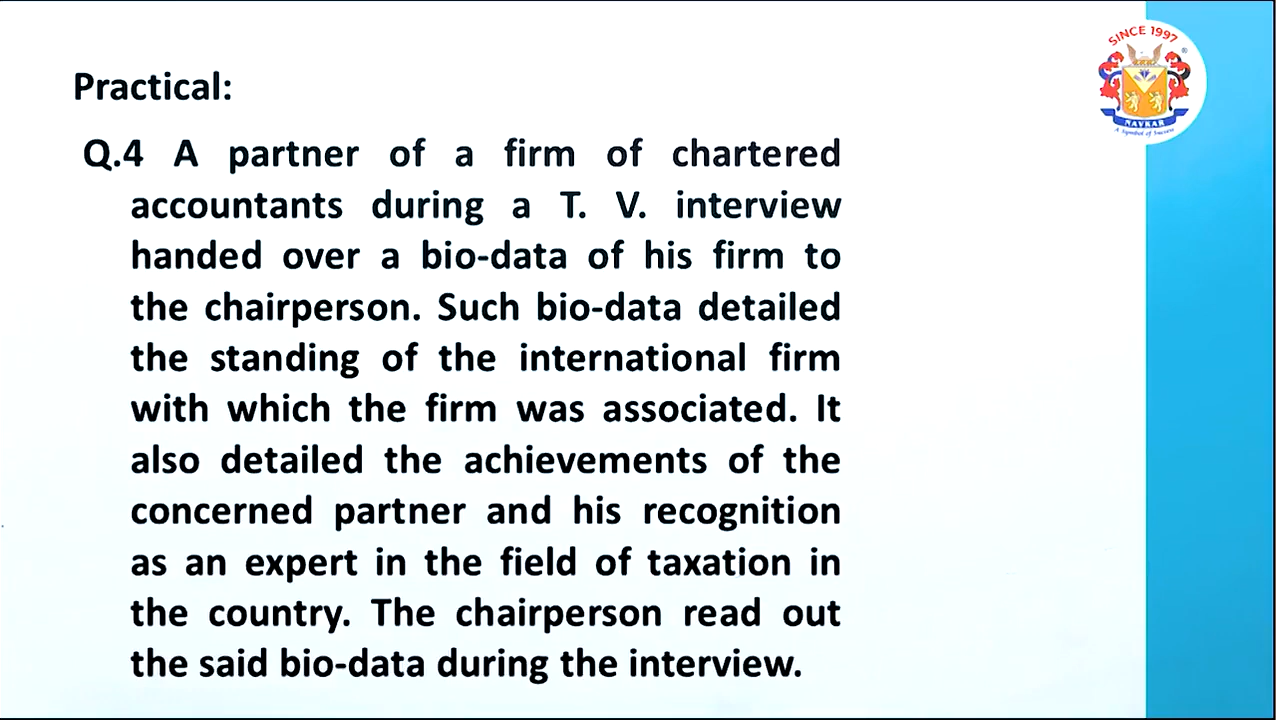 SINCE 1997
®
NAVKAR
A Symbol of Success
Practical:
Q.4 A partner of a firm of chartered
accountants during a T. V. interview
handed over a bio-data of his firm to
the chairperson. Such bio-data detailed
the standing of the international firm
with which the firm was associated. It
also detailed the achievements of the
concerned partner and his recognition
as an expert in the field of taxation in
the country. The chairperson read out
the said bio-data during the interview.